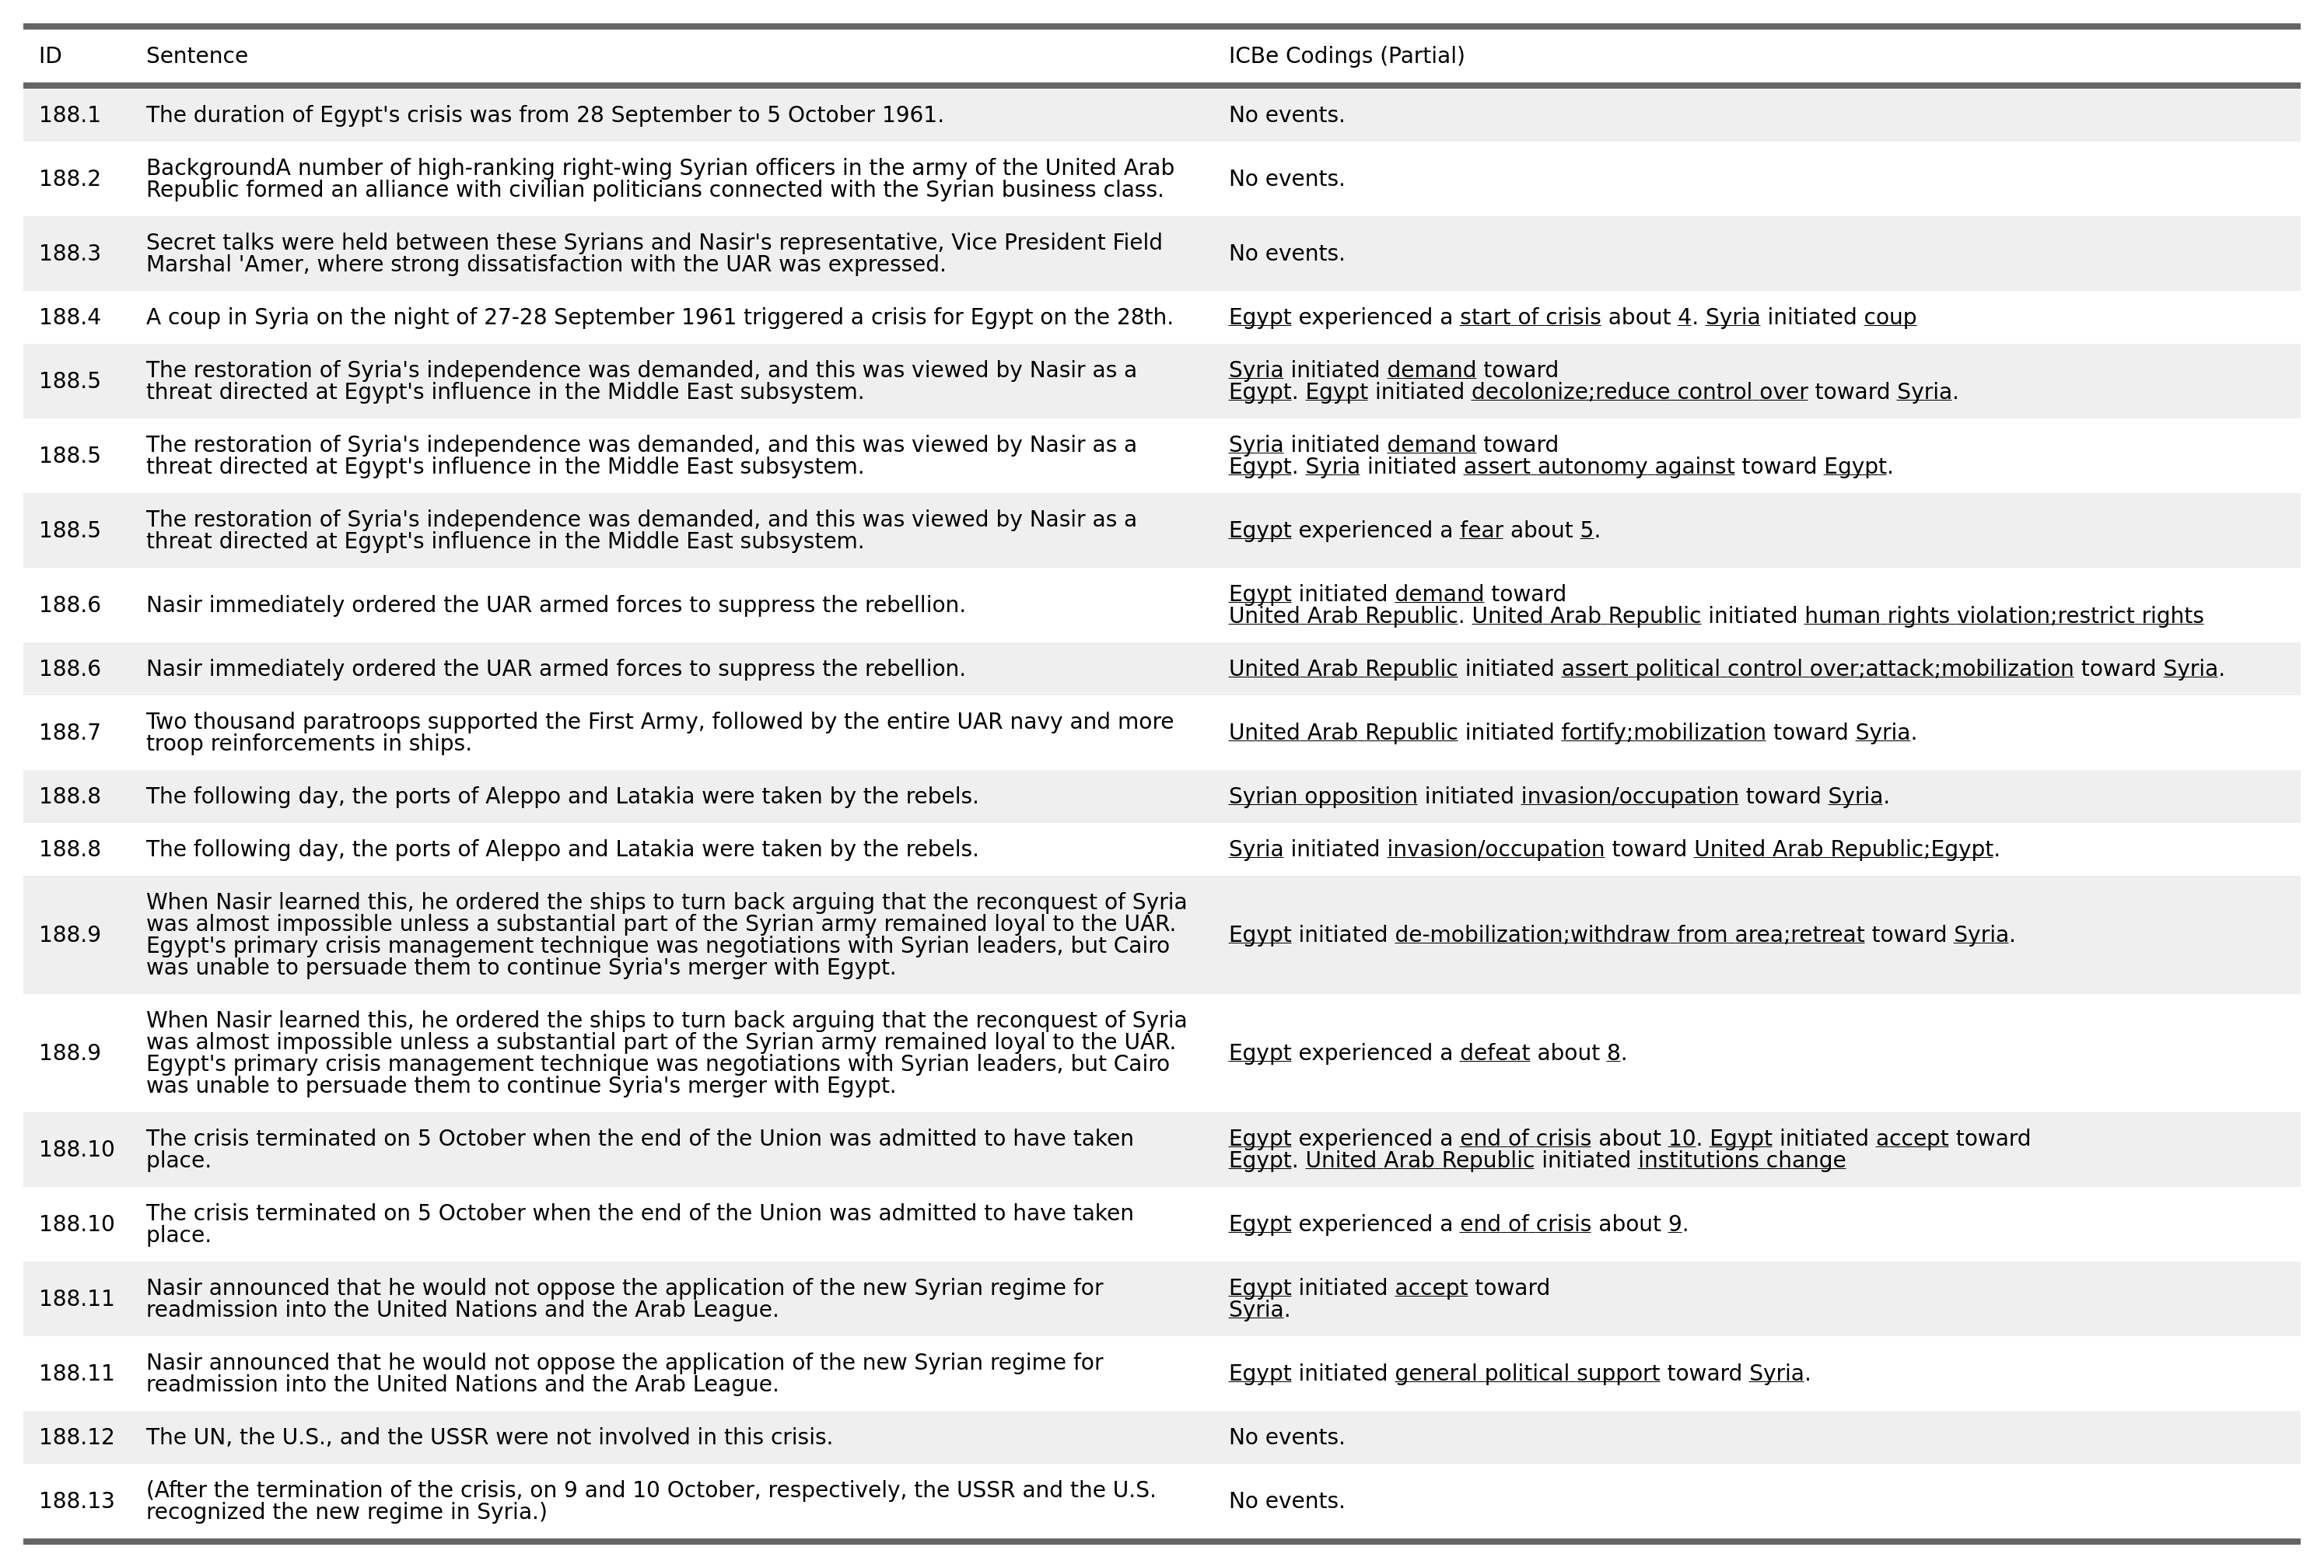 ID Sentence ICBe Codings (Partial)
188.1 The duration of Egypt's crisis was from 28 September to 5 October 1961. No events.
BackgroundA number of high-ranking right-wing Syrian officers in the army of the United Arab
188.2 No events.
Republic formed an alliance with civilian politicians connected with the Syrian business class.
Secret talks were held between these Syrians and Nasir's representative, Vice President Field
188.3 No events.
Marshal 'Amer, where strong dissatisfaction with the UAR was expressed.
188.4 A coup in Syria on the night of 27-28 September 1961 triggered a crisis for Egypt on the 28th. Egypt experienced a start of crisis about 4. Syria initiated coup
188.5
The restoration of Syria's independence was demanded, and this was viewed by Nasir as a
threat directed at Egypt's influence in the Middle East subsystem.
Syria initiated demand toward
Egypt. Egypt initiated decolonize;reduce control over toward Syria.
188.5
The restoration of Syria's independence was demanded, and this was viewed by Nasir as a
threat directed at Egypt's influence in the Middle East subsystem.
Syria initiated demand toward
Egypt. Syria initiated assert autonomy against toward Egypt.
188.5
The restoration of Syria's independence was demanded, and this was viewed by Nasir as a
threat directed at Egypt's influence in the Middle East subsystem.
Egypt experienced a fear about 5.
188.6 Nasir immediately ordered the UAR armed forces to suppress the rebellion.
Egypt initiated demand toward
United Arab Republic. United Arab Republic initiated human rights violation;restrict rights
188.6 Nasir immediately ordered the UAR armed forces to suppress the rebellion. United Arab Republic initiated assert political control over;attack;mobilization toward Syria.
188.7
Two thousand paratroops supported the First Army, followed by the entire UAR navy and more
troop reinforcements in ships.
United Arab Republic initiated fortify;mobilization toward Syria.
188.8 The following day, the ports of Aleppo and Latakia were taken by the rebels. Syrian opposition initiated invasion/occupation toward Syria.
188.8 The following day, the ports of Aleppo and Latakia were taken by the rebels. Syria initiated invasion/occupation toward United Arab Republic;Egypt.
188.9
When Nasir learned this, he ordered the ships to turn back arguing that the reconquest of Syria
was almost impossible unless a substantial part of the Syrian army remained loyal to the UAR.
Egypt's primary crisis management technique was negotiations with Syrian leaders, but Cairo
was unable to persuade them to continue Syria's merger with Egypt.
Egypt initiated de-mobilization;withdraw from area;retreat toward Syria.
188.9
When Nasir learned this, he ordered the ships to turn back arguing that the reconquest of Syria
was almost impossible unless a substantial part of the Syrian army remained loyal to the UAR.
Egypt's primary crisis management technique was negotiations with Syrian leaders, but Cairo
was unable to persuade them to continue Syria's merger with Egypt.
Egypt experienced a defeat about 8.
188.10
The crisis terminated on 5 October when the end of the Union was admitted to have taken
place.
Egypt experienced a end of crisis about 10. Egypt initiated accept toward
Egypt. United Arab Republic initiated institutions change
188.10
The crisis terminated on 5 October when the end of the Union was admitted to have taken
place.
Egypt experienced a end of crisis about 9.
188.11
Nasir announced that he would not oppose the application of the new Syrian regime for
readmission into the United Nations and the Arab League.
Egypt initiated accept toward
Syria.
188.11
Nasir announced that he would not oppose the application of the new Syrian regime for
readmission into the United Nations and the Arab League.
Egypt initiated general political support toward Syria.
188.12 The UN, the U.S., and the USSR were not involved in this crisis. No events.
188.13
(After the termination of the crisis, on 9 and 10 October, respectively, the USSR and the U.S.
recognized the new regime in Syria.)
No events.